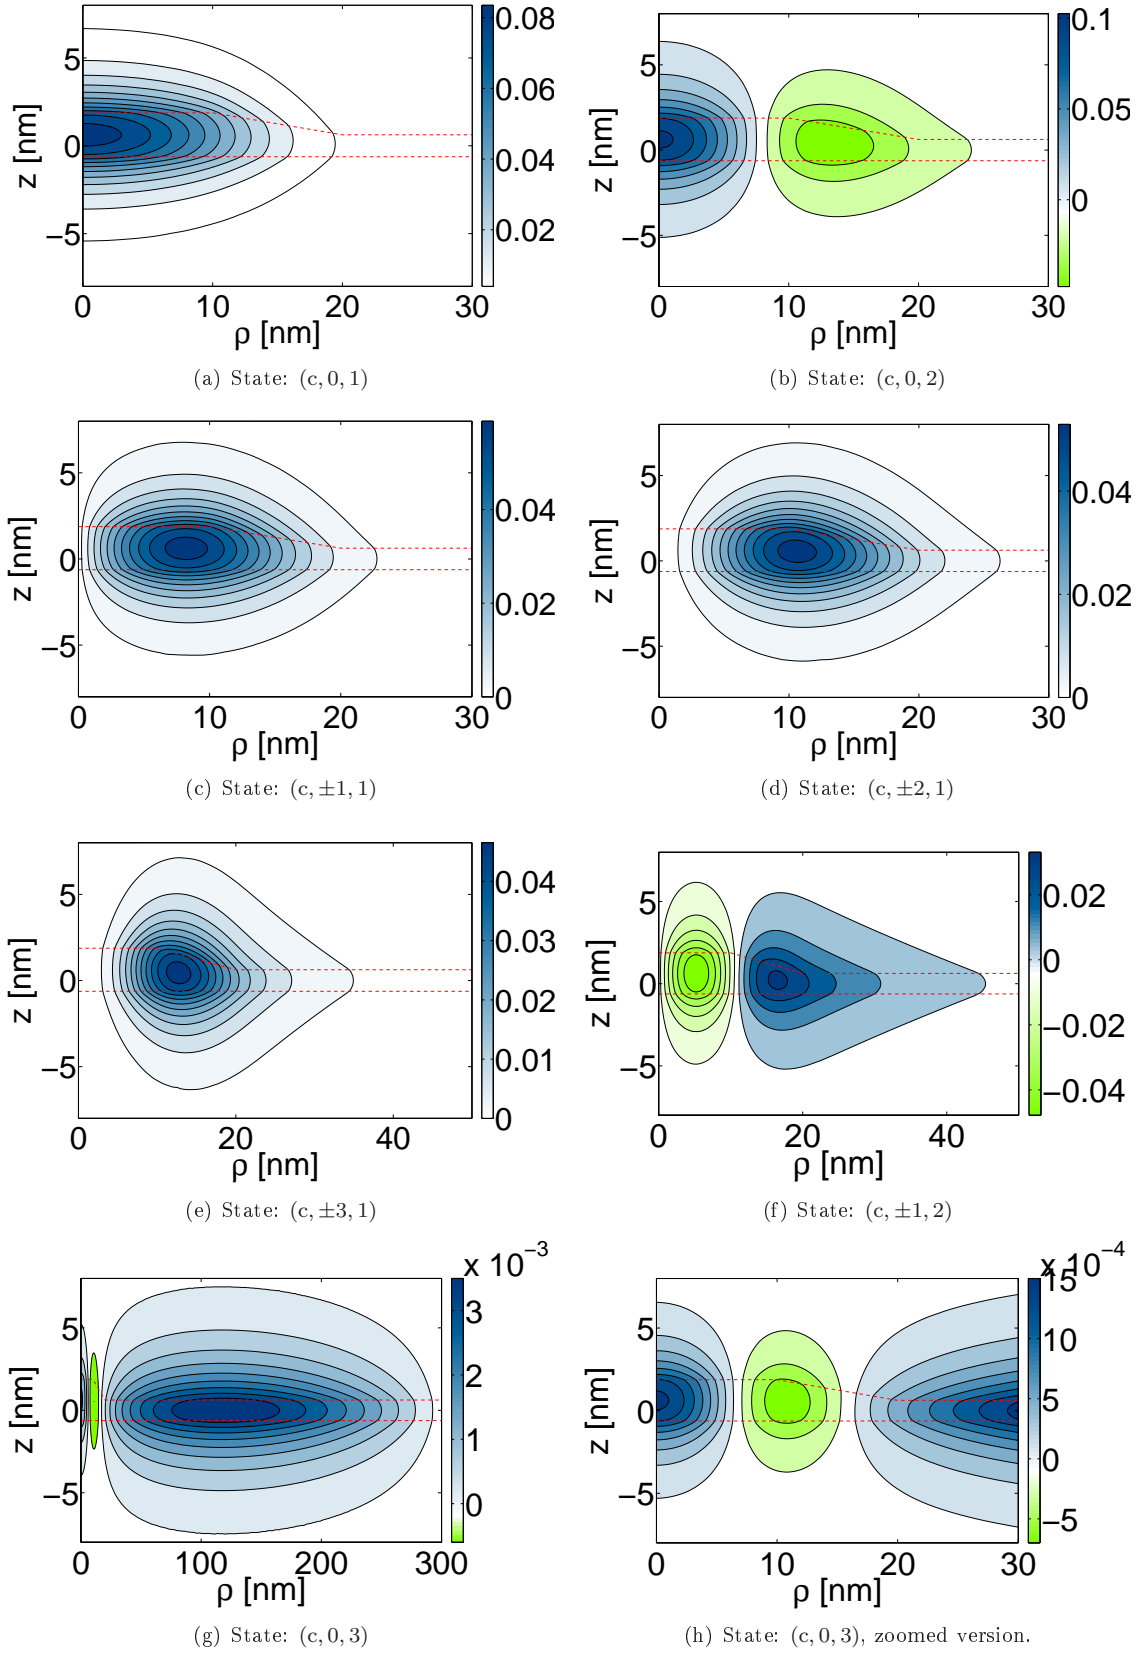 0.08
0.06
0.04
0.02
5
0
−5
z [nm]
0 10 20 30
ρ [nm]
(a) State: (c, 0, 1)
0.1
0.05
0
5
0
−5
z [nm]
0 10 20 30
ρ [nm]
(b) State: (c, 0, 2)
0.04
0.02
0
5
0
−5
z [nm]
0 10 20 30
ρ [nm]
(c) State: (c, ±1, 1)
0.04
0.02
0
5
0
−5
z [nm]
0 10 20 30
ρ [nm]
(d) State: (c, ±2, 1)
0.04
0.03
0.02
0.01
0
5
0
−5
z [nm]
0 20 40
ρ [nm]
(e) State: (c, ±3, 1)
0.02
0
−0.02
−0.04
5
0
−5
z [nm]
0 20 40
ρ [nm]
(f) State: (c, ±1, 2)
x 10−3
3
2
1
0
5
0
−5
z [nm]
0 100 200 300
ρ [nm]
(g) State: (c, 0, 3)
x 10−4
15
10
5
0
−5
5
0
−5
z [nm]
0 10 20 30
ρ [nm]
(h) State: (c, 0, 3), zoomed version.